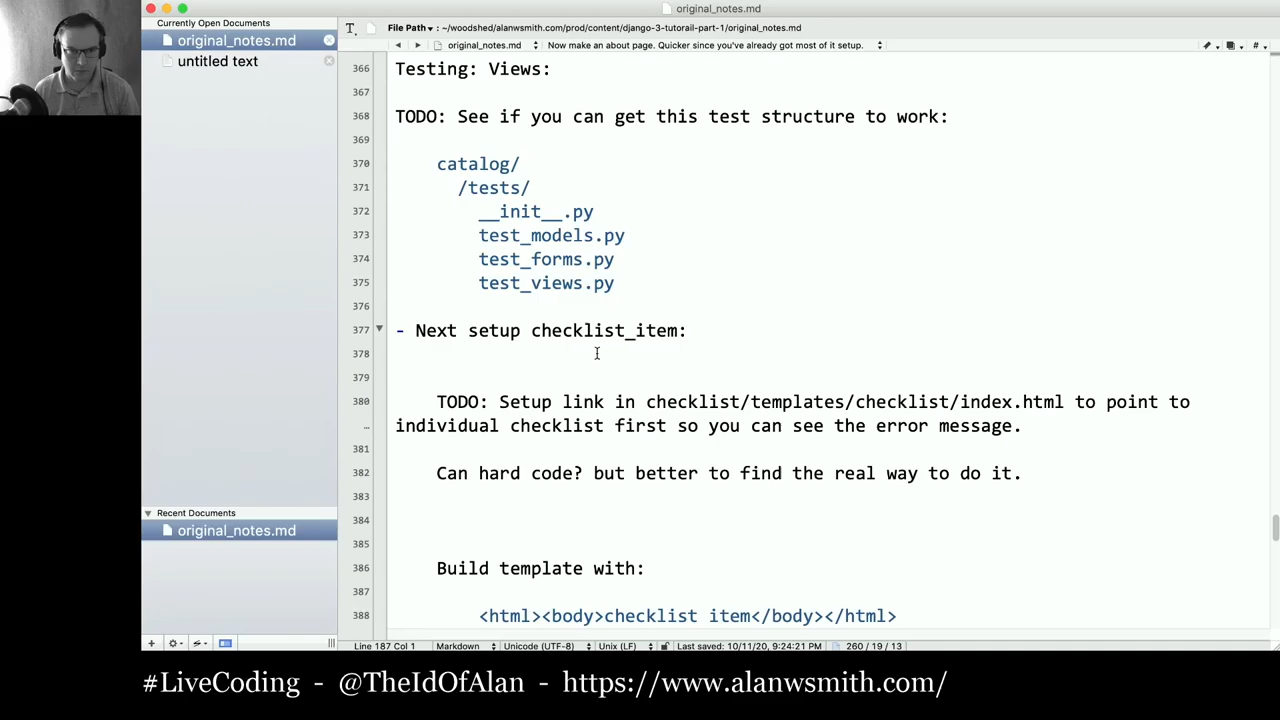 original_notes.md
Currently Open Documents
original_notes.md
untitled text
Recent Documents
original_notes.md
File Path ▾ : ~/woodshed/alanwsmith/prod/content/django-3-tutorail-part-1/original_notes.md
original_notes.md Now make an about page. Quicker since you've already got most of it setup.
366 Testing: Views:
367
368 TODO: See if you can get this test structure to work:
369
370 catalog/
371 /tests/
372 __init__.py
373 test_models.py
374 test_forms.py
375 test_views.py
376
377 - Next setup checklist_item:
378
379
380 TODO: Setup link in checklist/templates/checklist/index.html to point to
individual checklist first so you can see the error message.
381
382 Can hard code? but better to find the real way to do it.
383
384
385
386 Build template with:
387
388 <html><body>checklist item</body></html>
Line 187 Col 1 Markdown Unicode (UTF-8) Unix (LF) Last saved: 10/11/20, 9:24:21 PM 260 / 19 / 13
#LiveCoding - @TheIdOfAlan - https://www.alanwsmith.com/